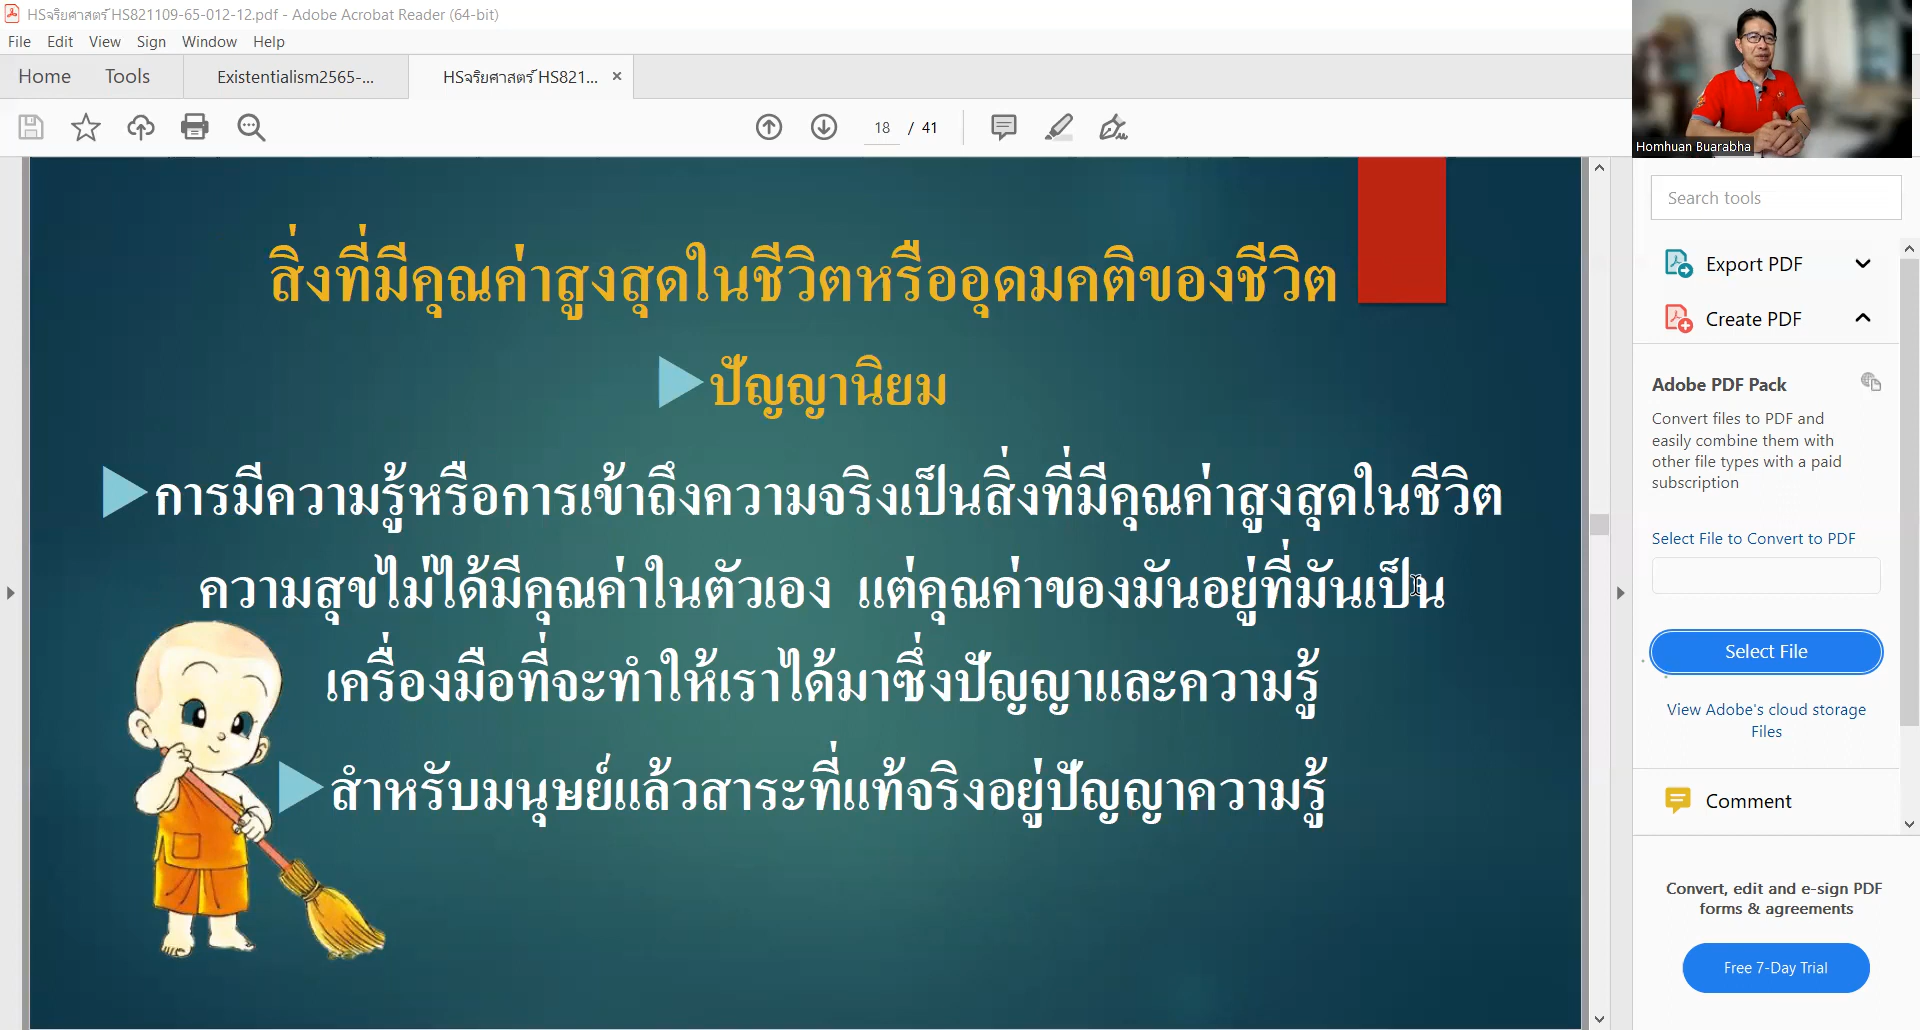 HSจริยศาสตร์ HS821109-65-012-12.pdf - Adobe Acrobat Reader (64-bit)
File Edit View Sign Window Help
Home Tools Existentialism2565-... HSจริยศาสตร์ HS821... ×
18 / 41
Homhuan Buarabha
สิ่งที่มีคุณค่าสูงสุดในชีวิตหรืออุดมคติของชีวิต
ปัญญานิยม
การมีความรู้หรือการเข้าถึงความจริงเป็นสิ่งที่มีคุณค่าสูงสุดในชีวิต
ความสุขไม่ได้มีคุณค่าในตัวเอง แต่คุณค่าของมันอยู่ที่มันเป็น
เครื่องมือที่จะทำให้เราได้มาซึ่งปัญญาและความรู้
สำหรับมนุษย์แล้วสาระที่แท้จริงอยู่ปัญญาความรู้
Search tools
Export PDF
Create PDF
Adobe PDF Pack
Convert files to PDF and
easily combine them with
other file types with a paid
subscription
Select File to Convert to PDF
Select File
View Adobe's cloud storage
Files
Comment
Convert, edit and e-sign PDF
forms & agreements
Free 7-Day Trial